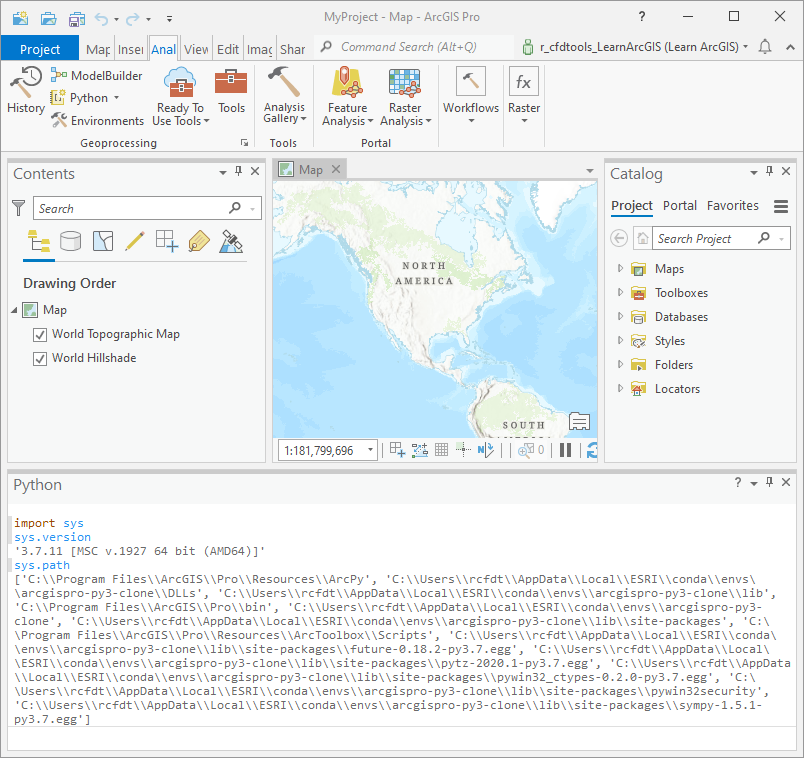 MyProject - Map - ArcGIS Pro
?
Project Map Inse Anal View Edit Imag Shar Command Search (Alt+Q) r_cfdtools_LearnArcGIS (Learn ArcGIS)
History
ModelBuilder
Python
Environments
Ready To Use Tools
Tools
Analysis Gallery
Feature Analysis
Raster Analysis
Workflows
fx
Raster
Geoprocessing Tools Portal
Contents
Search
Drawing Order
Map
World Topographic Map
World Hillshade
Map
NORTH
AMERICA
SOUTH
1:181,799,696
N
0
Catalog
Project Portal Favorites
Search Project
Maps
Toolboxes
Databases
Styles
Folders
Locators
Python
?
import sys
sys.version
'3.7.11 [MSC v.1927 64 bit (AMD64)]'
sys.path
['C:\\Program Files\\ArcGIS\\Pro\\Resources\\ArcPy', 'C:\\Users\\rcfdt\\AppData\\Local\\ESRI\\conda\\envs\
\arcgispro-py3-clone\\DLLs', 'C:\\Users\\rcfdt\\AppData\\Local\\ESRI\\conda\\envs\\arcgispro-py3-clone\\lib',
'C:\\Program Files\\ArcGIS\\Pro\\bin', 'C:\\Users\\rcfdt\\AppData\\Local\\ESRI\\conda\\envs\\arcgispro-py3-
clone', 'C:\\Users\\rcfdt\\AppData\\Local\\ESRI\\conda\\envs\\arcgispro-py3-clone\\lib\\site-packages', 'C:\
\Program Files\\ArcGIS\\Pro\\Resources\\ArcToolbox\\Scripts', 'C:\\Users\\rcfdt\\AppData\\Local\\ESRI\\conda\
\envs\\arcgispro-py3-clone\\lib\\site-packages\\future-0.18.2-py3.7.egg', 'C:\\Users\\rcfdt\\AppData\\Local\
\ESRI\\conda\\envs\\arcgispro-py3-clone\\lib\\site-packages\\pytz-2020.1-py3.7.egg', 'C:\\Users\\rcfdt\\AppData
\\Local\\ESRI\\conda\\envs\\arcgispro-py3-clone\\lib\\site-packages\\pywin32_ctypes-0.2.0-py3.7.egg', 'C:\
\Users\\rcfdt\\AppData\\Local\\ESRI\\conda\\envs\\arcgispro-py3-clone\\lib\\site-packages\\pywin32security',
'C:\\Users\\rcfdt\\AppData\\Local\\ESRI\\conda\\envs\\arcgispro-py3-clone\\lib\\site-packages\\sympy-1.5.1-
py3.7.egg']